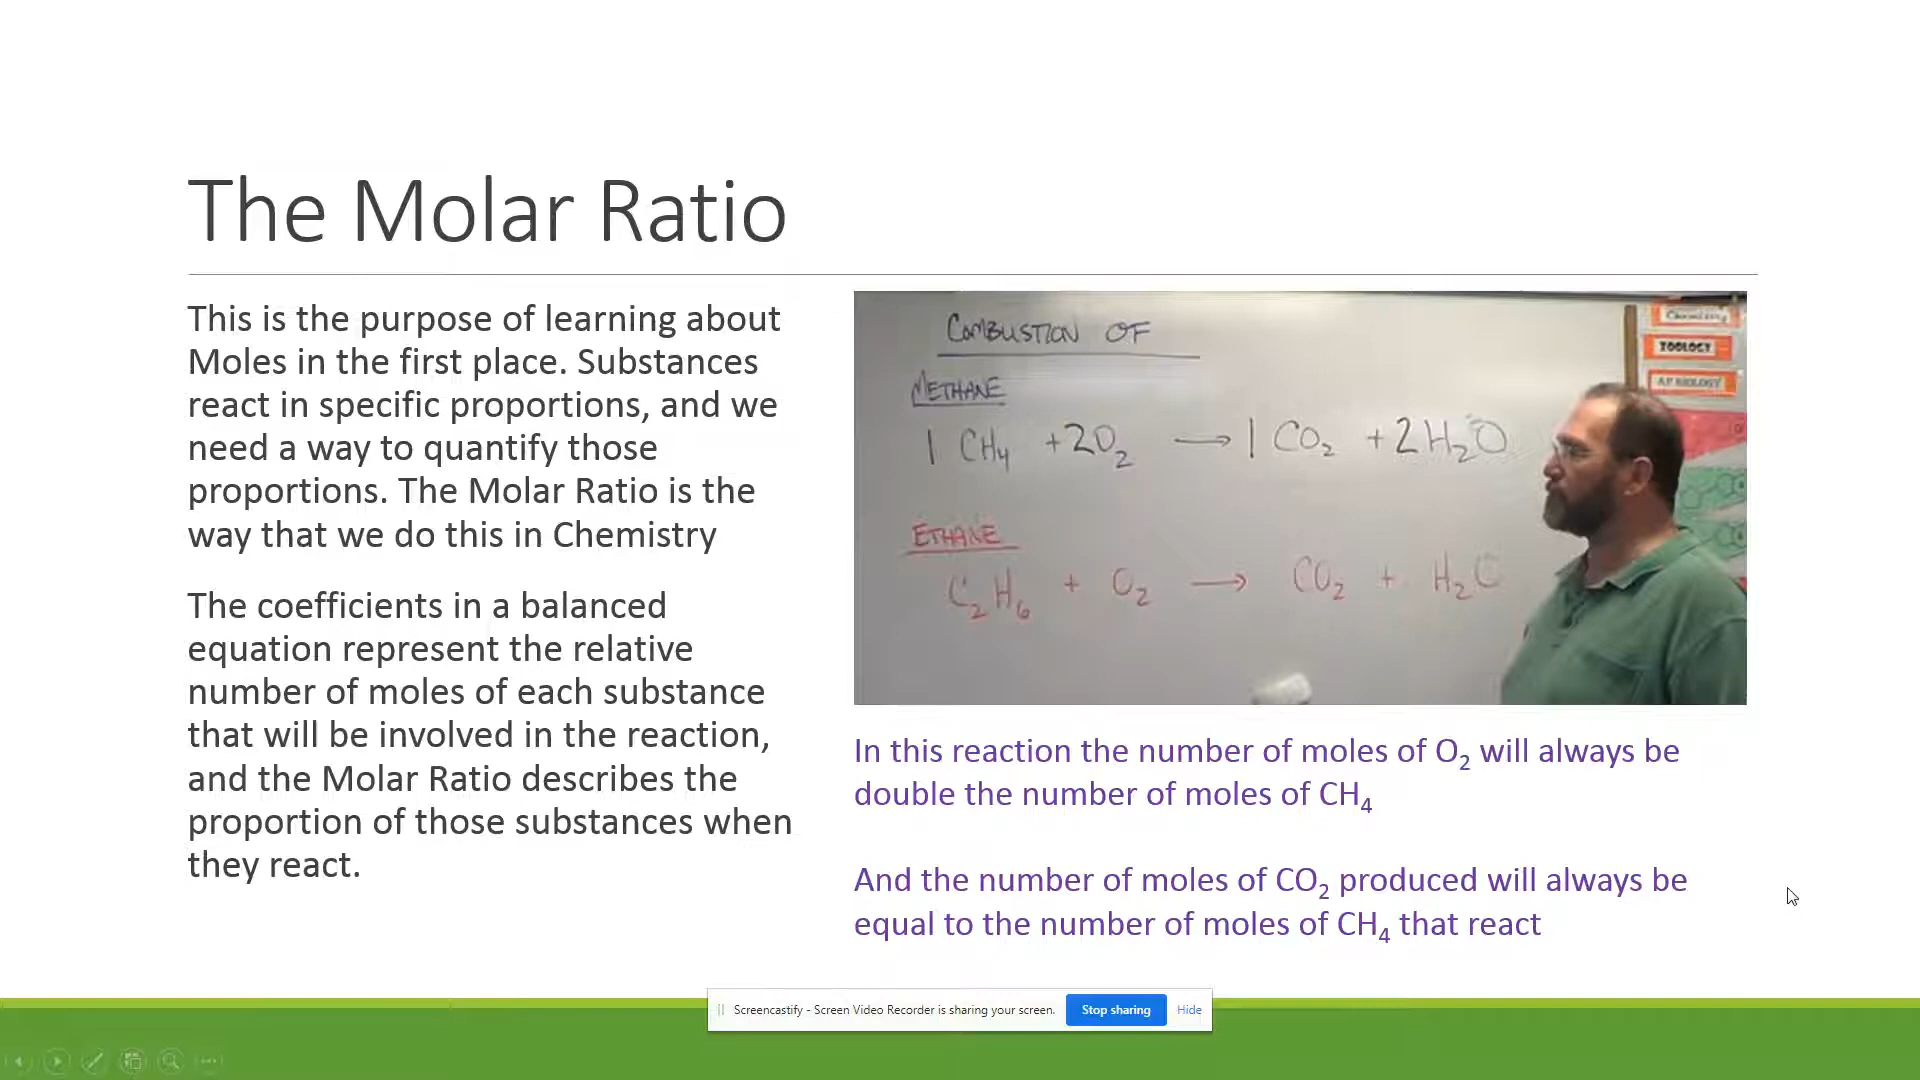 The Molar Ratio
This is the purpose of learning about
Moles in the first place. Substances
react in specific proportions, and we
need a way to quantify those
proportions. The Molar Ratio is the
way that we do this in Chemistry
The coefficients in a balanced
equation represent the relative
number of moles of each substance
that will be involved in the reaction,
and the Molar Ratio describes the
proportion of those substances when
they react.
COMBUSTION OF
METHANE
1 CH₄ + 2O₂ → 1 CO₂ + 2H₂O
ETHANE
C₂H₆ + O₂ → CO₂ + H₂O
Chemistry
ZOOLOGY
AP BIOLOGY
In this reaction the number of moles of O₂ will always be
double the number of moles of CH₄
And the number of moles of CO₂ produced will always be
equal to the number of moles of CH₄ that react
Screencastify - Screen Video Recorder is sharing your screen.
Stop sharing
Hide